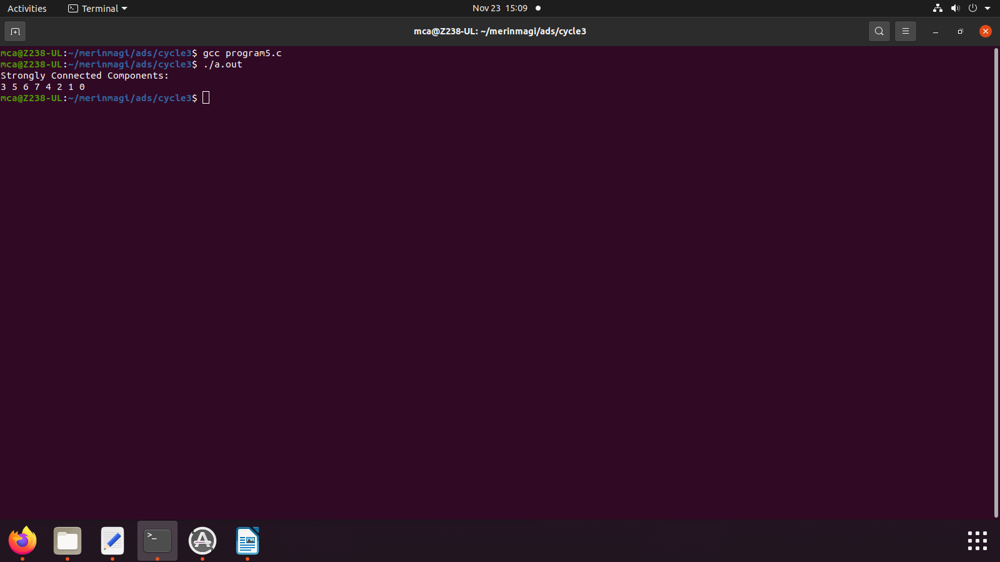 Activities
Terminal
Nov 23 15:09
mca@Z238-UL: ~/merinmagi/ads/cycle3
mca@Z238-UL:~/merinmagi/ads/cycle3$ gcc program5.c
mca@Z238-UL:~/merinmagi/ads/cycle3$ ./a.out
Strongly Connected Components:
3 5 6 7 4 2 1 0
mca@Z238-UL:~/merinmagi/ads/cycle3$